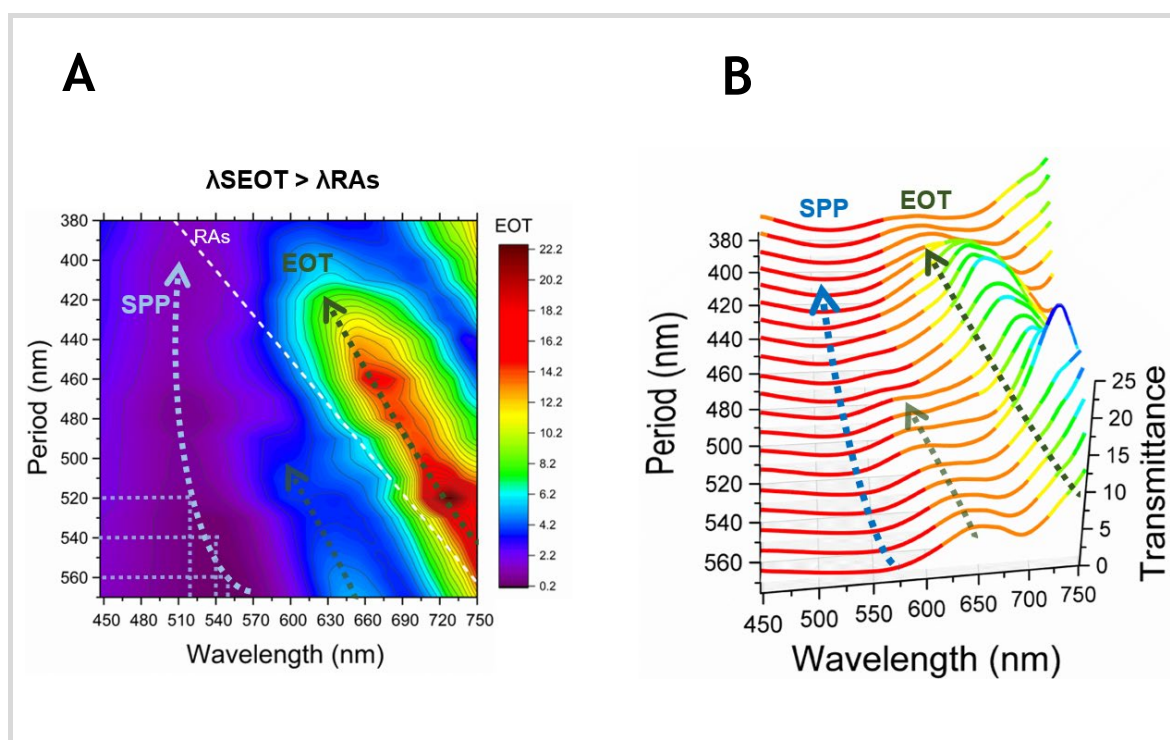 A
B
λSEOT > λRAs
EOT
RAs
EOT
SPP
380
400
420
440
460
480
500
520
540
560
Period (nm)
450 480 510 540 570 600 630 660 690 720 750
Wavelength (nm)
22.2
20.2
18.2
16.2
14.2
12.2
10.2
8.2
6.2
4.2
2.2
0.2
SPP
EOT
380
400
420
440
460
480
500
520
540
560
Period (nm)
450 500 550 600 650 700 750
Wavelength (nm)
25
20
15
10
5
0
Transmittance